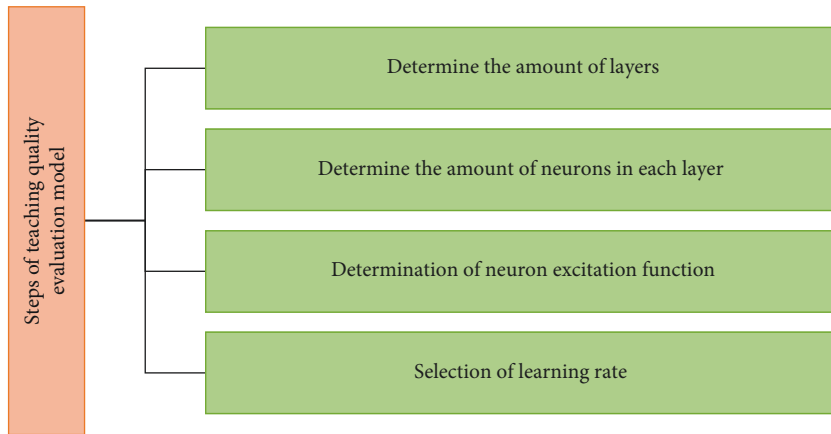 Steps of teaching quality
evaluation model
Determine the amount of layers
Determine the amount of neurons in each layer
Determination of neuron excitation function
Selection of learning rate